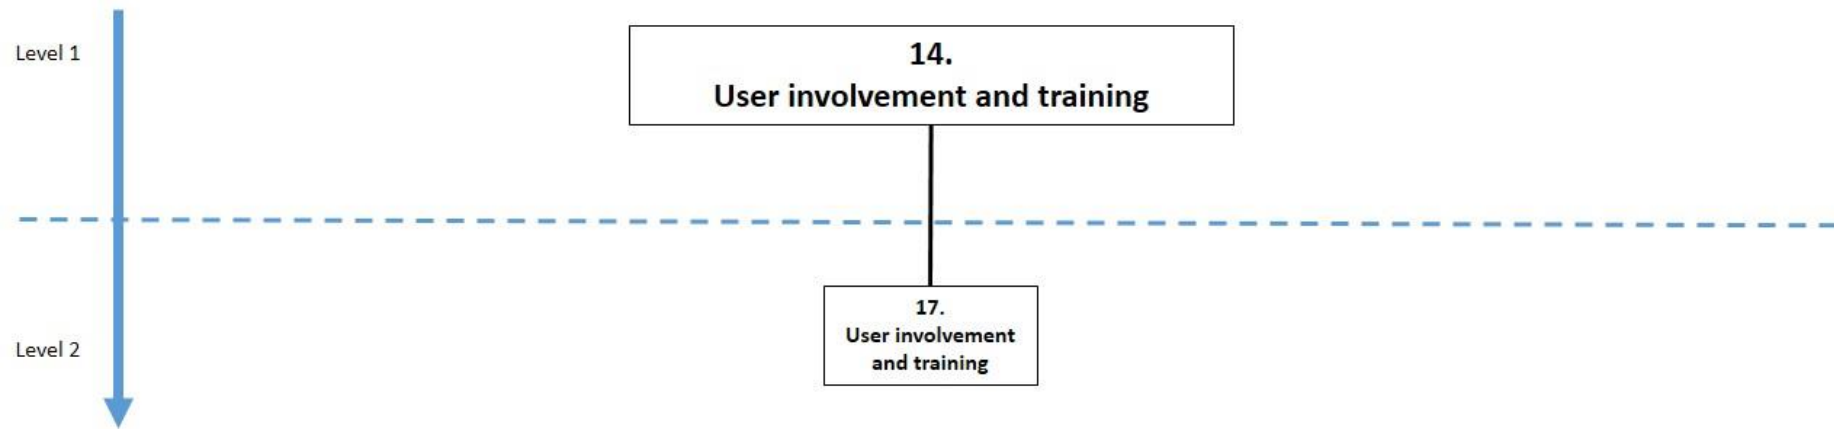 Level 1
14.
User involvement and training
17.
User involvement
and training
Level 2